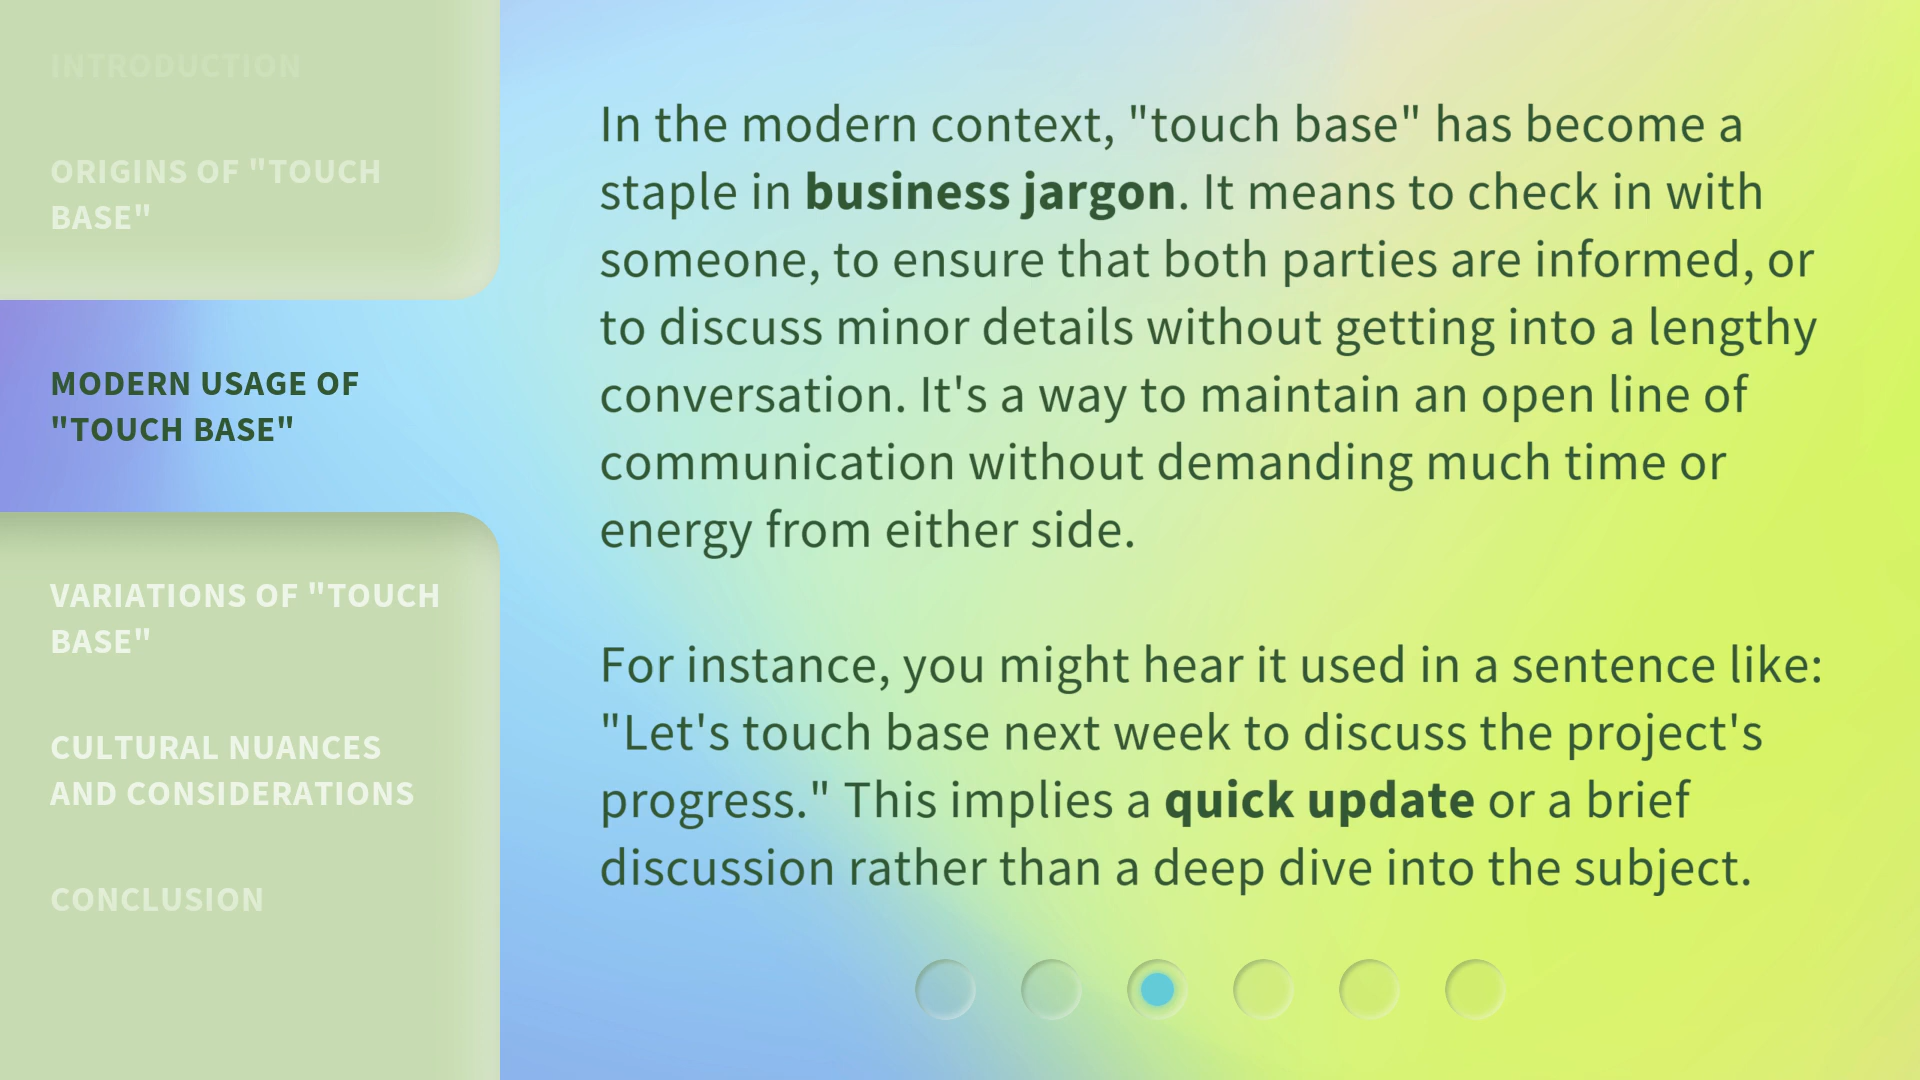 INTRODUCTION
ORIGINS OF "TOUCH
BASE"
MODERN USAGE OF
"TOUCH BASE"
VARIATIONS OF "TOUCH
BASE"
CULTURAL NUANCES
AND CONSIDERATIONS
CONCLUSION
In the modern context, "touch base" has become a
staple in business jargon. It means to check in with
someone, to ensure that both parties are informed, or
to discuss minor details without getting into a lengthy
conversation. It's a way to maintain an open line of
communication without demanding much time or
energy from either side.
For instance, you might hear it used in a sentence like:
"Let's touch base next week to discuss the project's
progress." This implies a quick update or a brief
discussion rather than a deep dive into the subject.